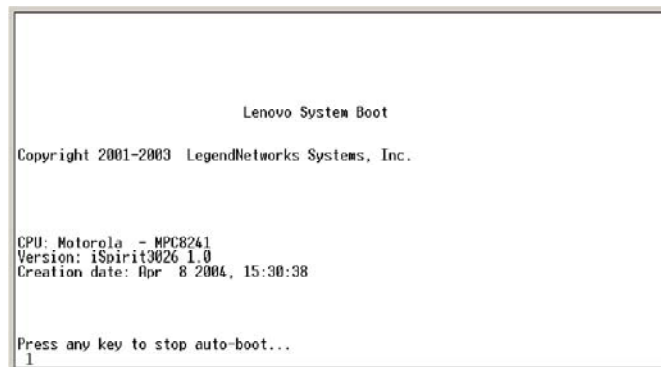 Lenovo System Boot
Copyright 2001-2003 LegendNetworks Systems, Inc.
CPU: Motorola - MPC8241
Version: iSpirit3026 1.0
Creation date: Apr 8 2004, 15:30:38
Press any key to stop auto-boot...
1